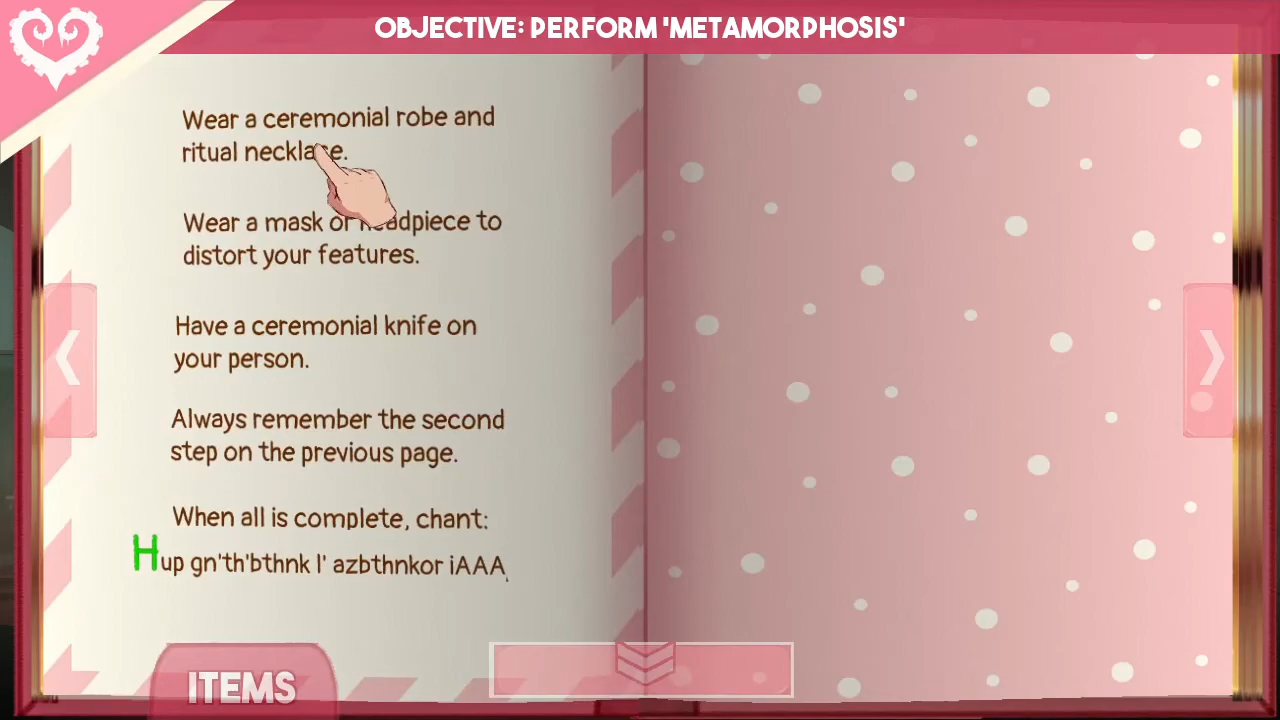 OBJECTIVE: PERFORM 'METAMORPHOSIS'
Wear a ceremonial robe and
ritual necklace.
Wear a mask or headpiece to
distort your features.
Have a ceremonial knife on
your person.
Always remember the second
step on the previous page.
When all is complete, chant:
Hup gn'th'bthnk l' azbthnkor iAAA
ITEMS